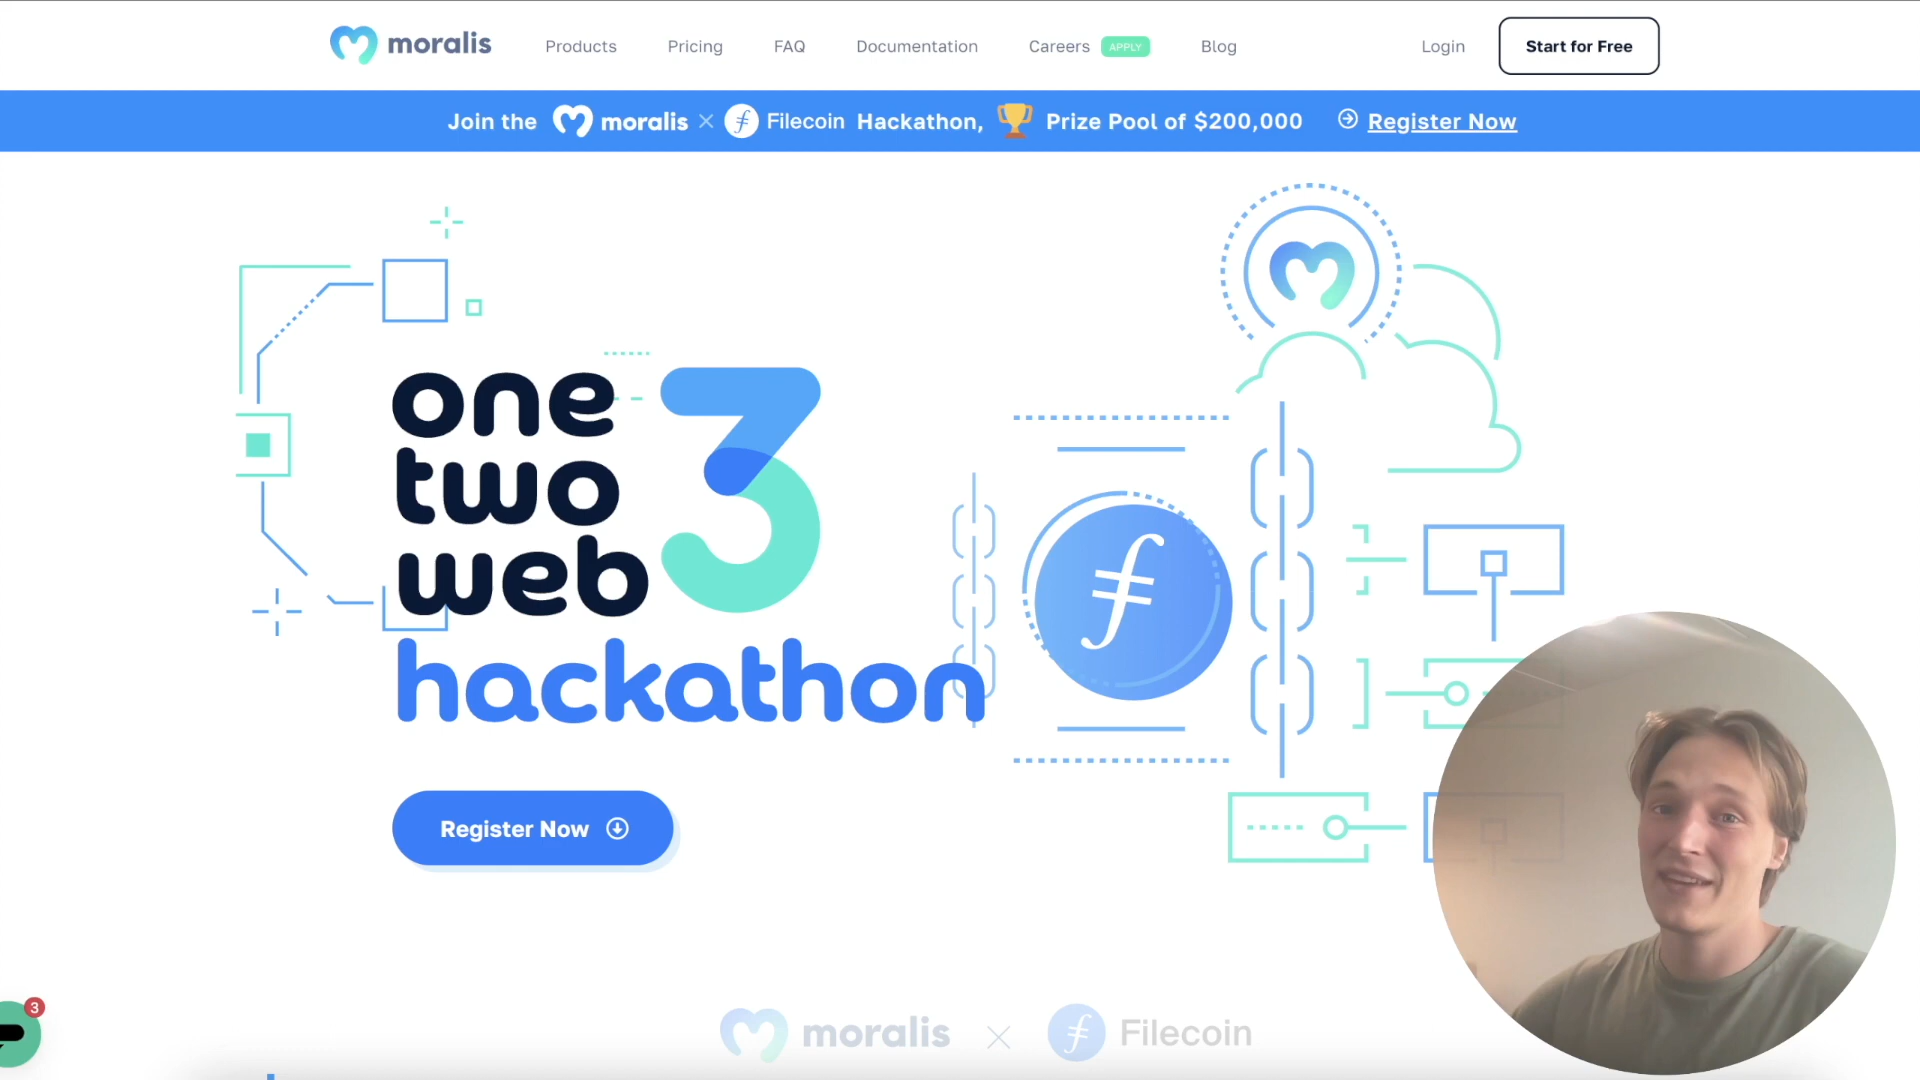 moralis Products Pricing FAQ Documentation Careers APPLY Blog Login Start for Free
Join the moralis × Filecoin Hackathon, Prize Pool of $200,000 Register Now
one
two 3
web
hackathon
Register Now
3
moralis × Filecoin